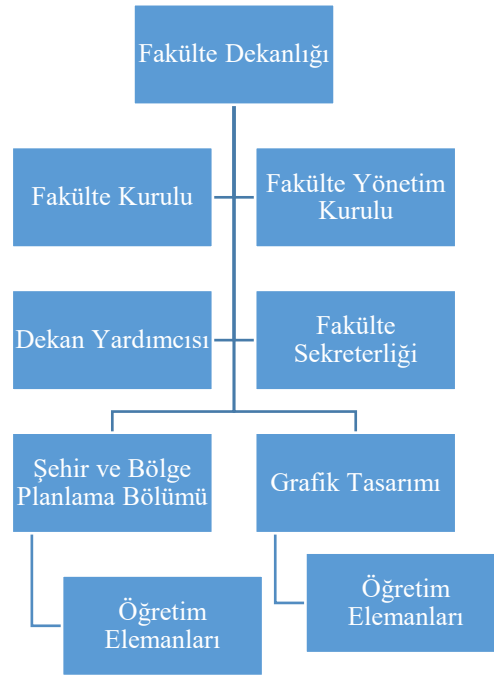 Fakülte Dekanlığı
Fakülte Kurulu
Fakülte Yönetim
Kurulu
Dekan Yardımcısı
Fakülte
Sekreterliği
Şehir ve Bölge
Planlama Bölümü
Grafik Tasarımı
Öğretim
Elemanları
Öğretim
Elemanları